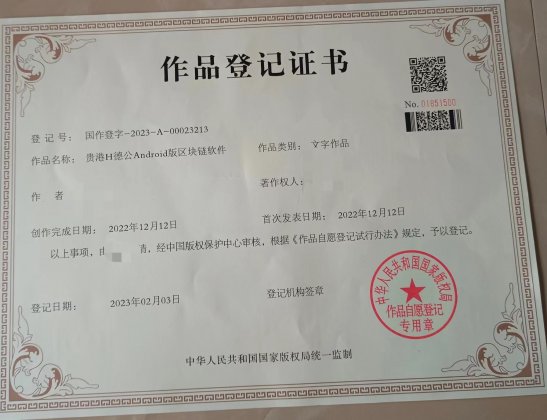 作品登记证书
No. 01651500
登 记 号: 国作登字-2023-A-00023213
作品名称: 贵港H德公Android版区块链软件
作品类别: 文字作品
作 者
著作权人:
创作完成日期: 2022年12月12日
首次发表日期: 2022年12月12日
以上事项, 由 申请, 经中国版权保护中心审核, 根据《作品自愿登记试行办法》规定, 予以登记。
登记日期: 2023年02月03日
登记机构签章
中华人民共和国国家版权局
作品自愿登记
专用章
中华人民共和国国家版权局统一监制